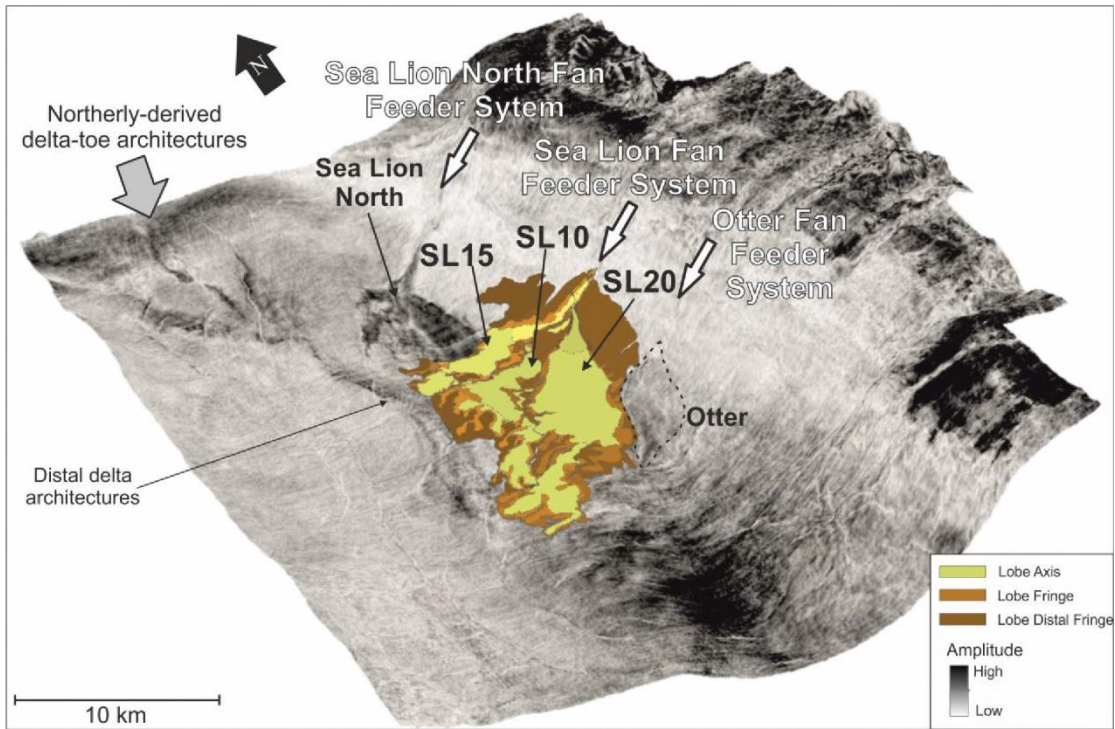 N
Sea Lion North Fan
Feeder Sytem
Northerly-derived
delta-toe architectures
Sea Lion
North
Sea Lion Fan
Feeder System
Otter Fan
Feeder
System
SL15
SL10
SL20
Otter
Distal delta
architectures
10 km
Lobe Axis
Lobe Fringe
Lobe Distal Fringe
Amplitude
High
Low